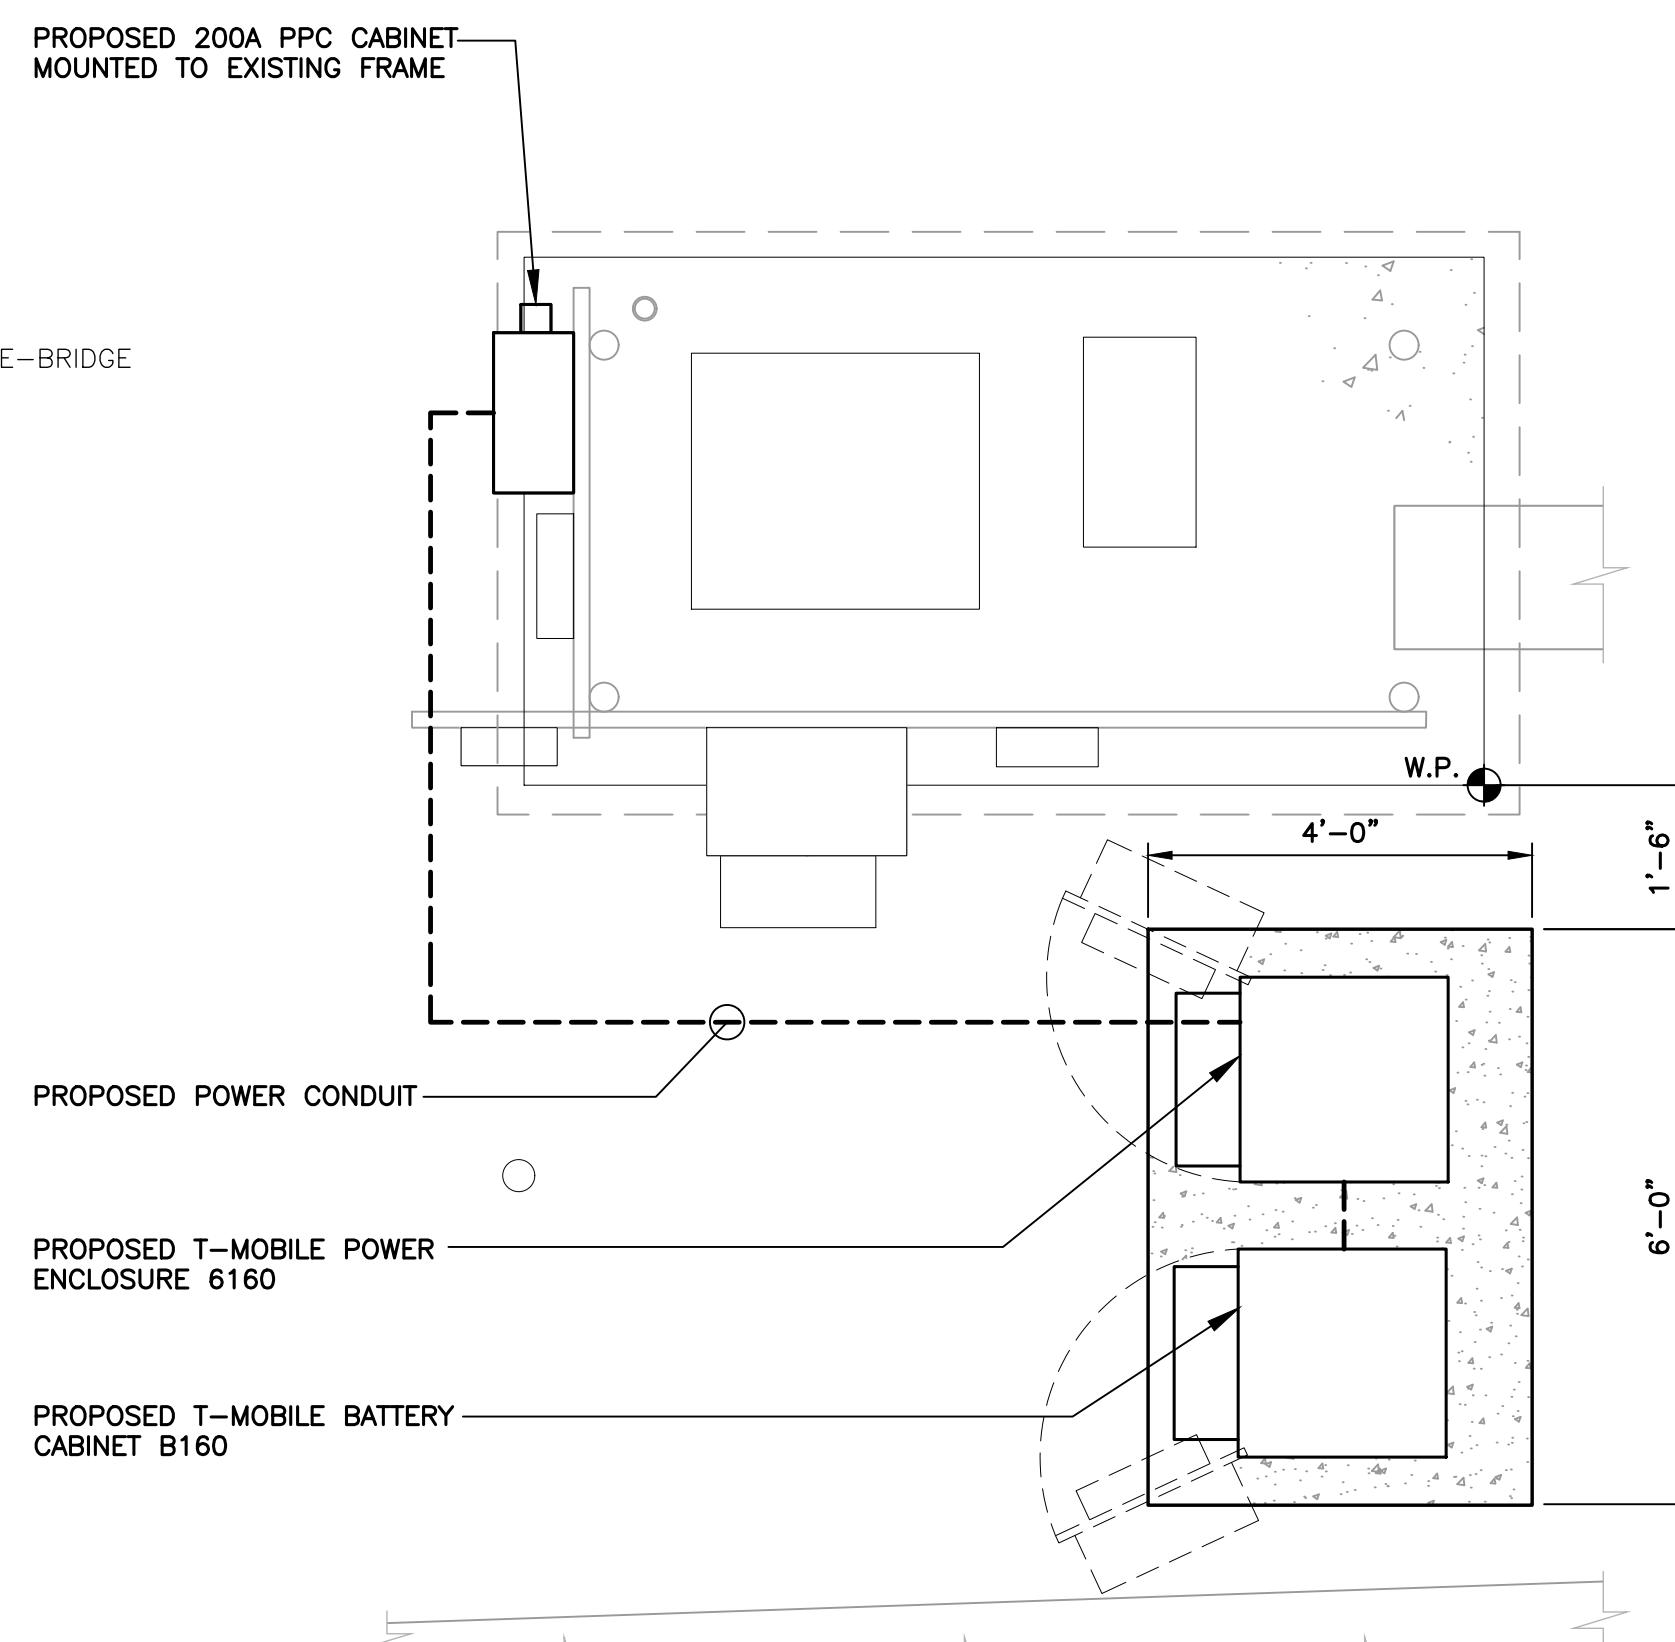 PROPOSED 200A PPC CABINET
MOUNTED TO EXISTING FRAME
E-BRIDGE
W.P.
4'-0"
1'-6"
PROPOSED POWER CONDUIT
6'-0"
PROPOSED T-MOBILE POWER
ENCLOSURE 6160
PROPOSED T-MOBILE BATTERY
CABINET B160